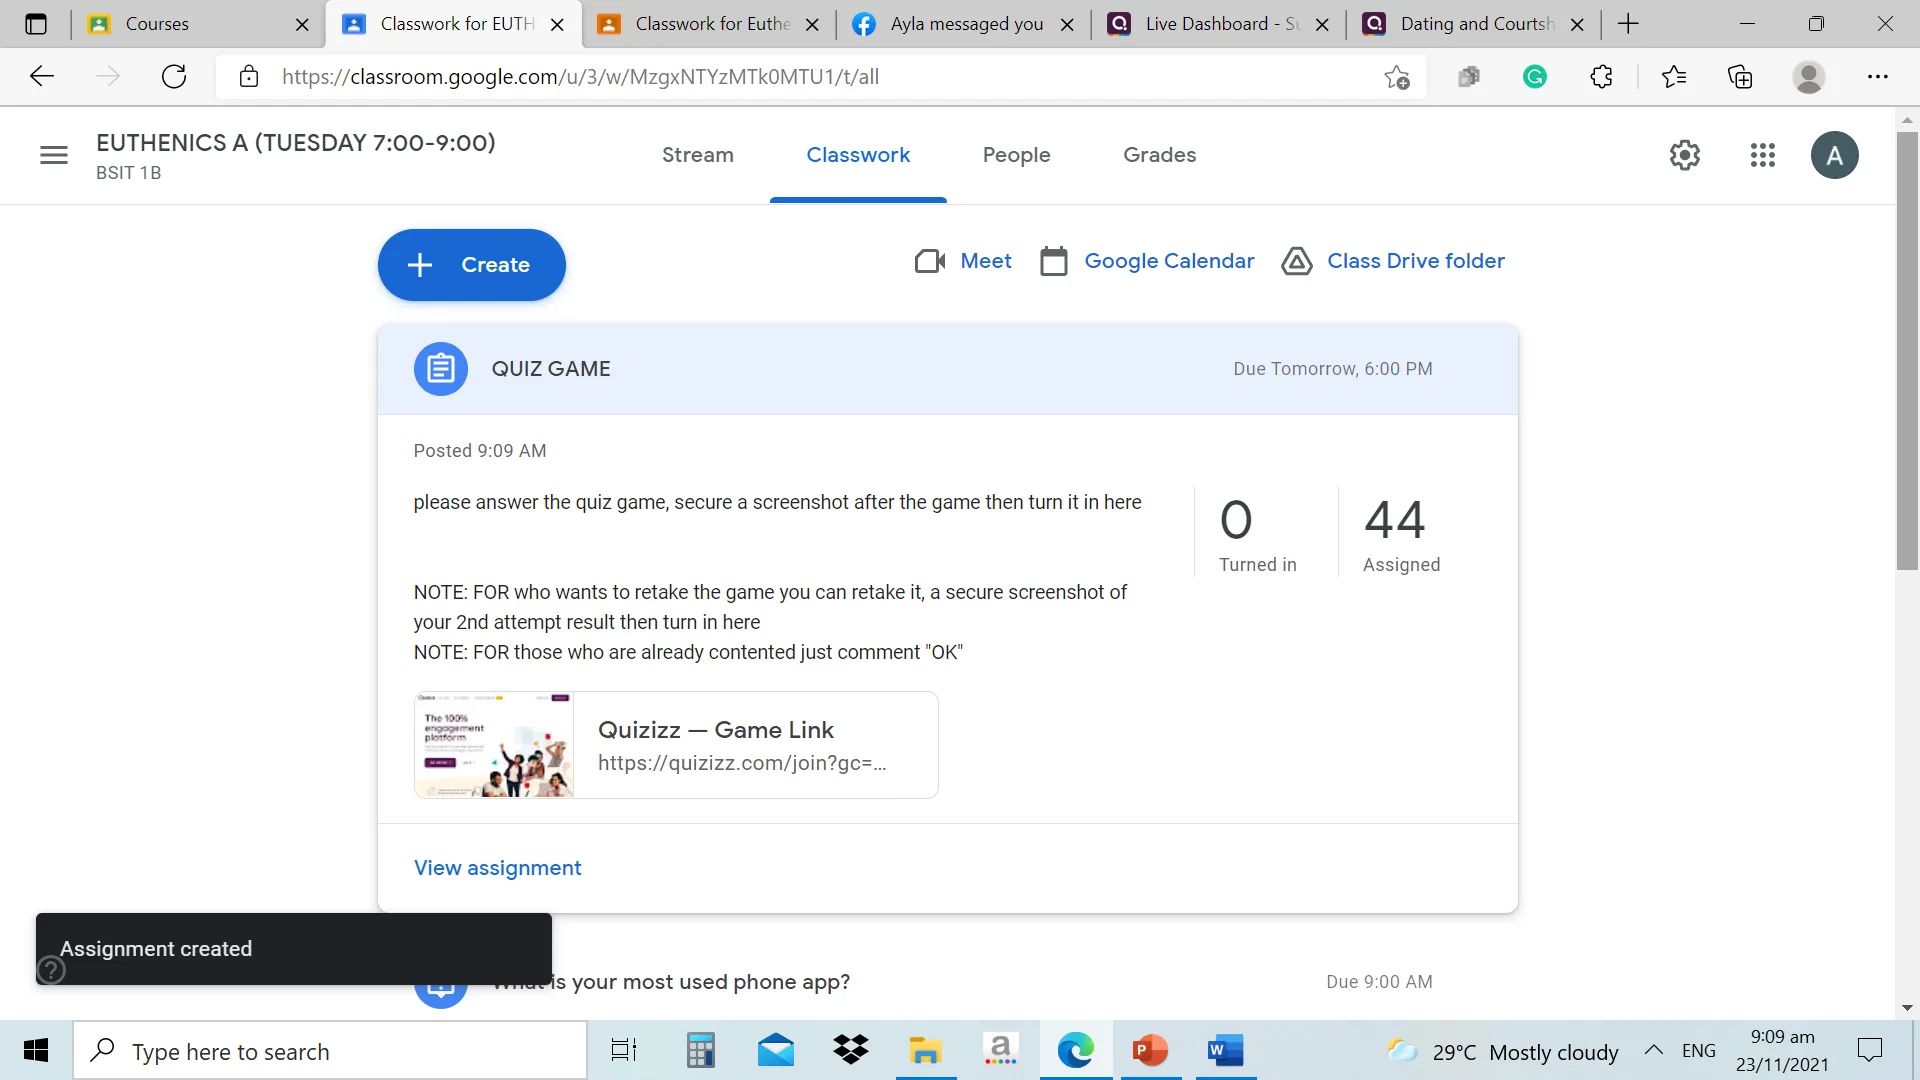 Courses
Classwork for EUTH
Classwork for Euthe
Ayla messaged you
Live Dashboard - Su
Dating and Courtsh
https://classroom.google.com/u/3/w/MzgxNTYzMTk0MTU1/t/all
EUTHENICS A (TUESDAY 7:00-9:00)
BSIT 1B
Stream
Classwork
People
Grades
A
Create
Meet
Google Calendar
Class Drive folder
QUIZ GAME
Due Tomorrow, 6:00 PM
Posted 9:09 AM
please answer the quiz game, secure a screenshot after the game then turn it in here
0
Turned in
44
Assigned
NOTE: FOR who wants to retake the game you can retake it, a secure screenshot of
your 2nd attempt result then turn in here
NOTE: FOR those who are already contented just comment "OK"
The 100%
engagement
platform
Quizizz — Game Link
https://quizizz.com/join?gc=...
View assignment
Assignment created
What is your most used phone app?
Due 9:00 AM
Type here to search
29°C Mostly cloudy
ENG
9:09 am
23/11/2021